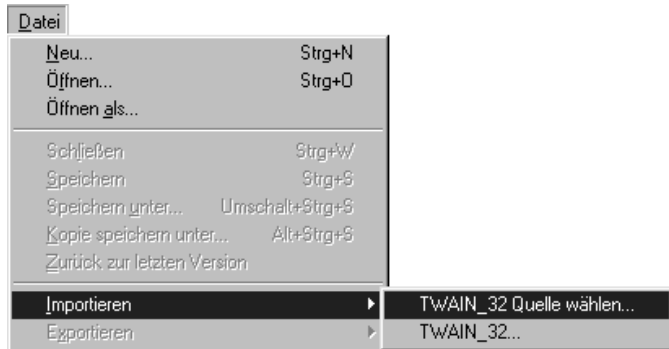 Datei
Neu... Strg+N
Öffnen... Strg+O
Öffnen als...
Schließen Strg+W
Speichern Strg+S
Speichern unter... Umschalt+Strg+S
Kopie speichern unter... Alt+Strg+S
Zurück zur letzten Version
Importieren TWAIN_32 Quelle wählen...
Exportieren TWAIN_32...